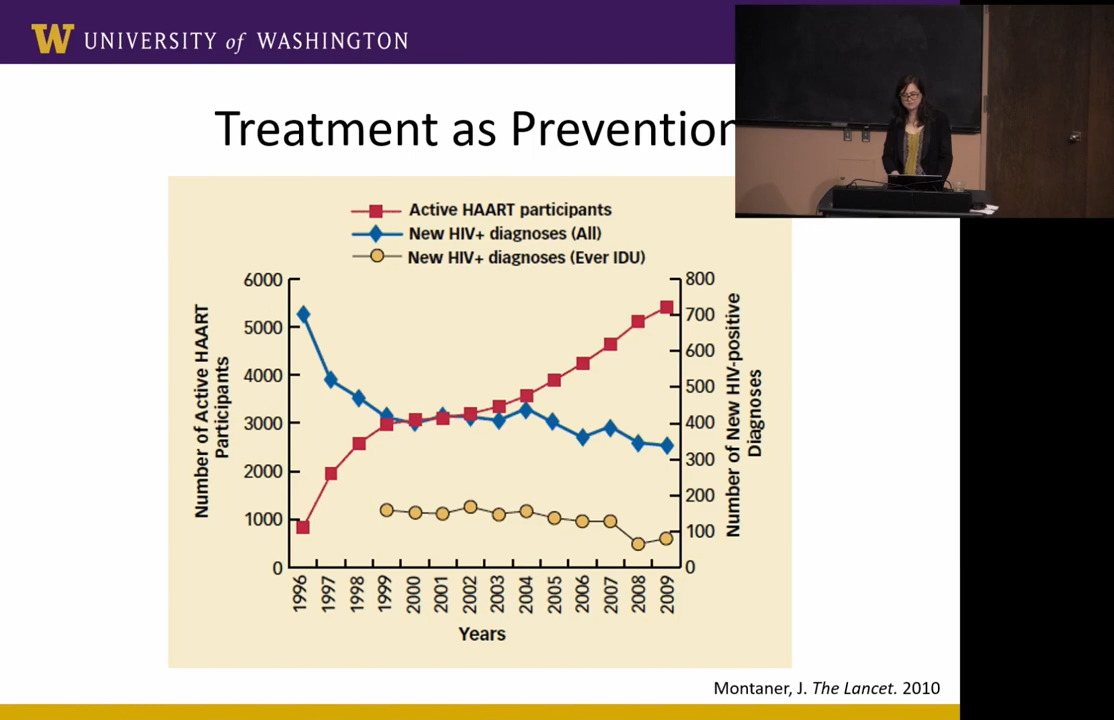 W UNIVERSITY of WASHINGTON
Treatment as Prevention
Active HAART participants
New HIV+ diagnoses (All)
New HIV+ diagnoses (Ever IDU)
Number of Active HAART
Participants
6000
5000
4000
3000
2000
1000
0
800
700
600
500
400
300
200
100
0
Number of New HIV-positive
Diagnoses
1996 1997 1998 1999 2000 2001 2002 2003 2004 2005 2006 2007 2008 2009
Years
Montaner, J. The Lancet. 2010